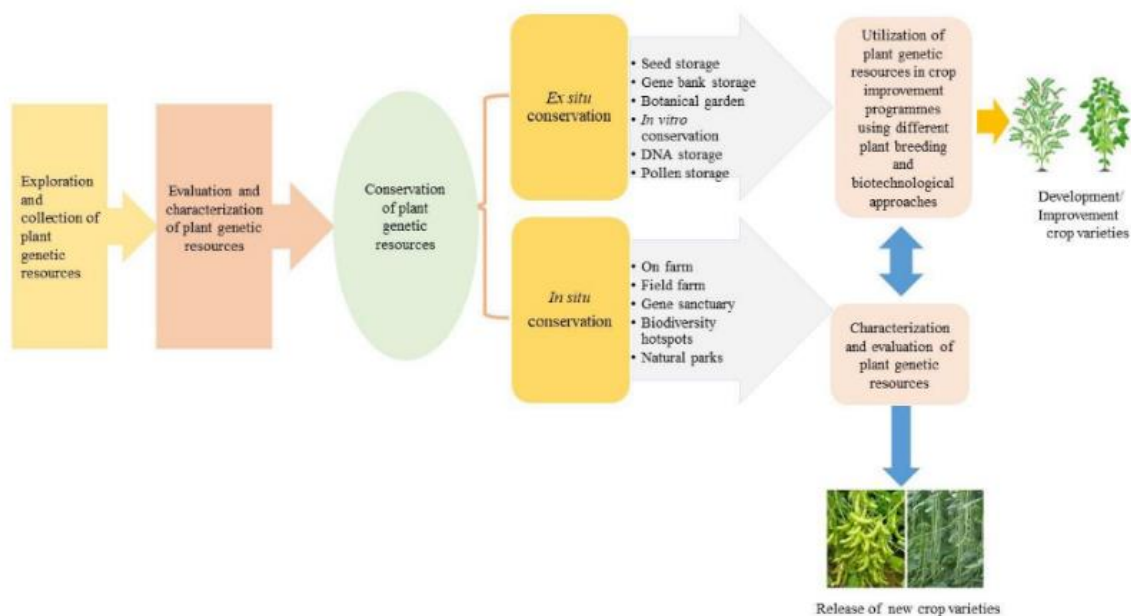 Exploration
and
collection of
plant
genetic
resources
Evaluation and
characterization
of plant genetic
resources
Conservation
of plant
genetic
resources
Ex situ
conservation
• Seed storage
• Gene bank storage
• Botanical garden
• In vitro
conservation
• DNA storage
• Pollen storage
In situ
conservation
• On farm
• Field farm
• Gene sanctuary
• Biodiversity
hotspots
• Natural parks
Utilization of
plant genetic
resources in crop
improvement
programmes
using different
plant breeding
and
biotechnological
approaches
Development/
Improvement
crop varieties
Characterization
and evaluation of
plant genetic
resources
Release of new crop varieties